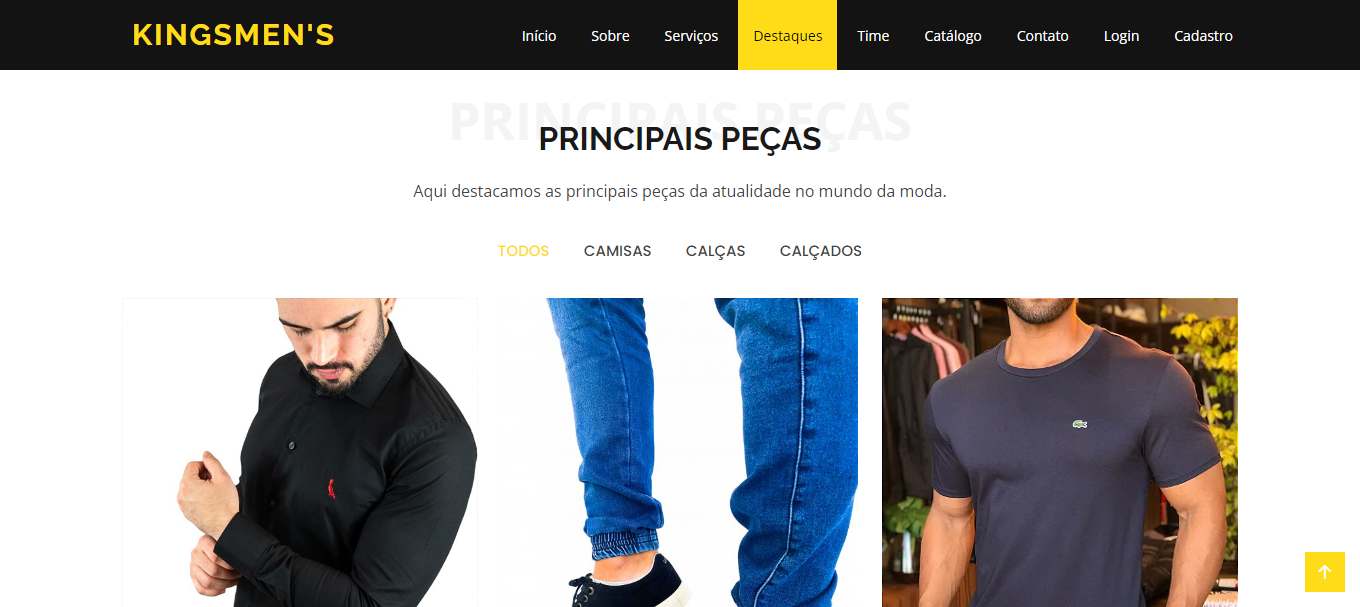 KINGSMEN'S
Início Sobre Serviços Destaques Time Catálogo Contato Login Cadastro
PRINCIPAIS PEÇAS
PRINCIPAIS PEÇAS
Aqui destacamos as principais peças da atualidade no mundo da moda.
TODOS CAMISAS CALÇAS CALÇADOS